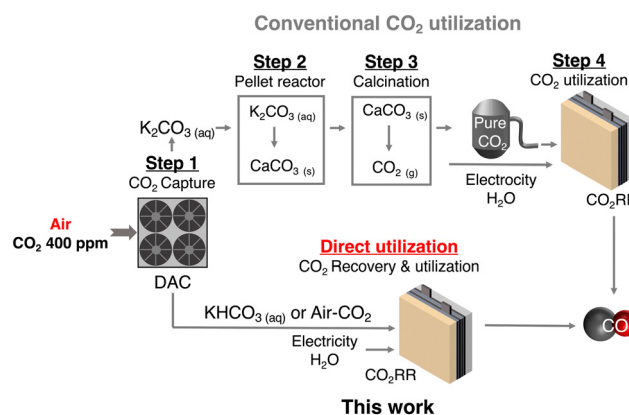 Conventional CO₂ utilization
Step 2
Pellet reactor
Step 3
Calcination
Step 4
CO₂ utilization
K₂CO₃ (aq)
K₂CO₃ (aq)
CaCO₃ (s)
CaCO₃ (s)
CO₂ (g)
Pure
CO₂
Electrocity
H₂O
CO₂RR
Step 1
CO₂ Capture
Air
CO₂ 400 ppm
DAC
Direct utilization
CO₂ Recovery & utilization
KHCO₃ (aq) or Air-CO₂
Electricity
H₂O
CO₂RR
CO
This work